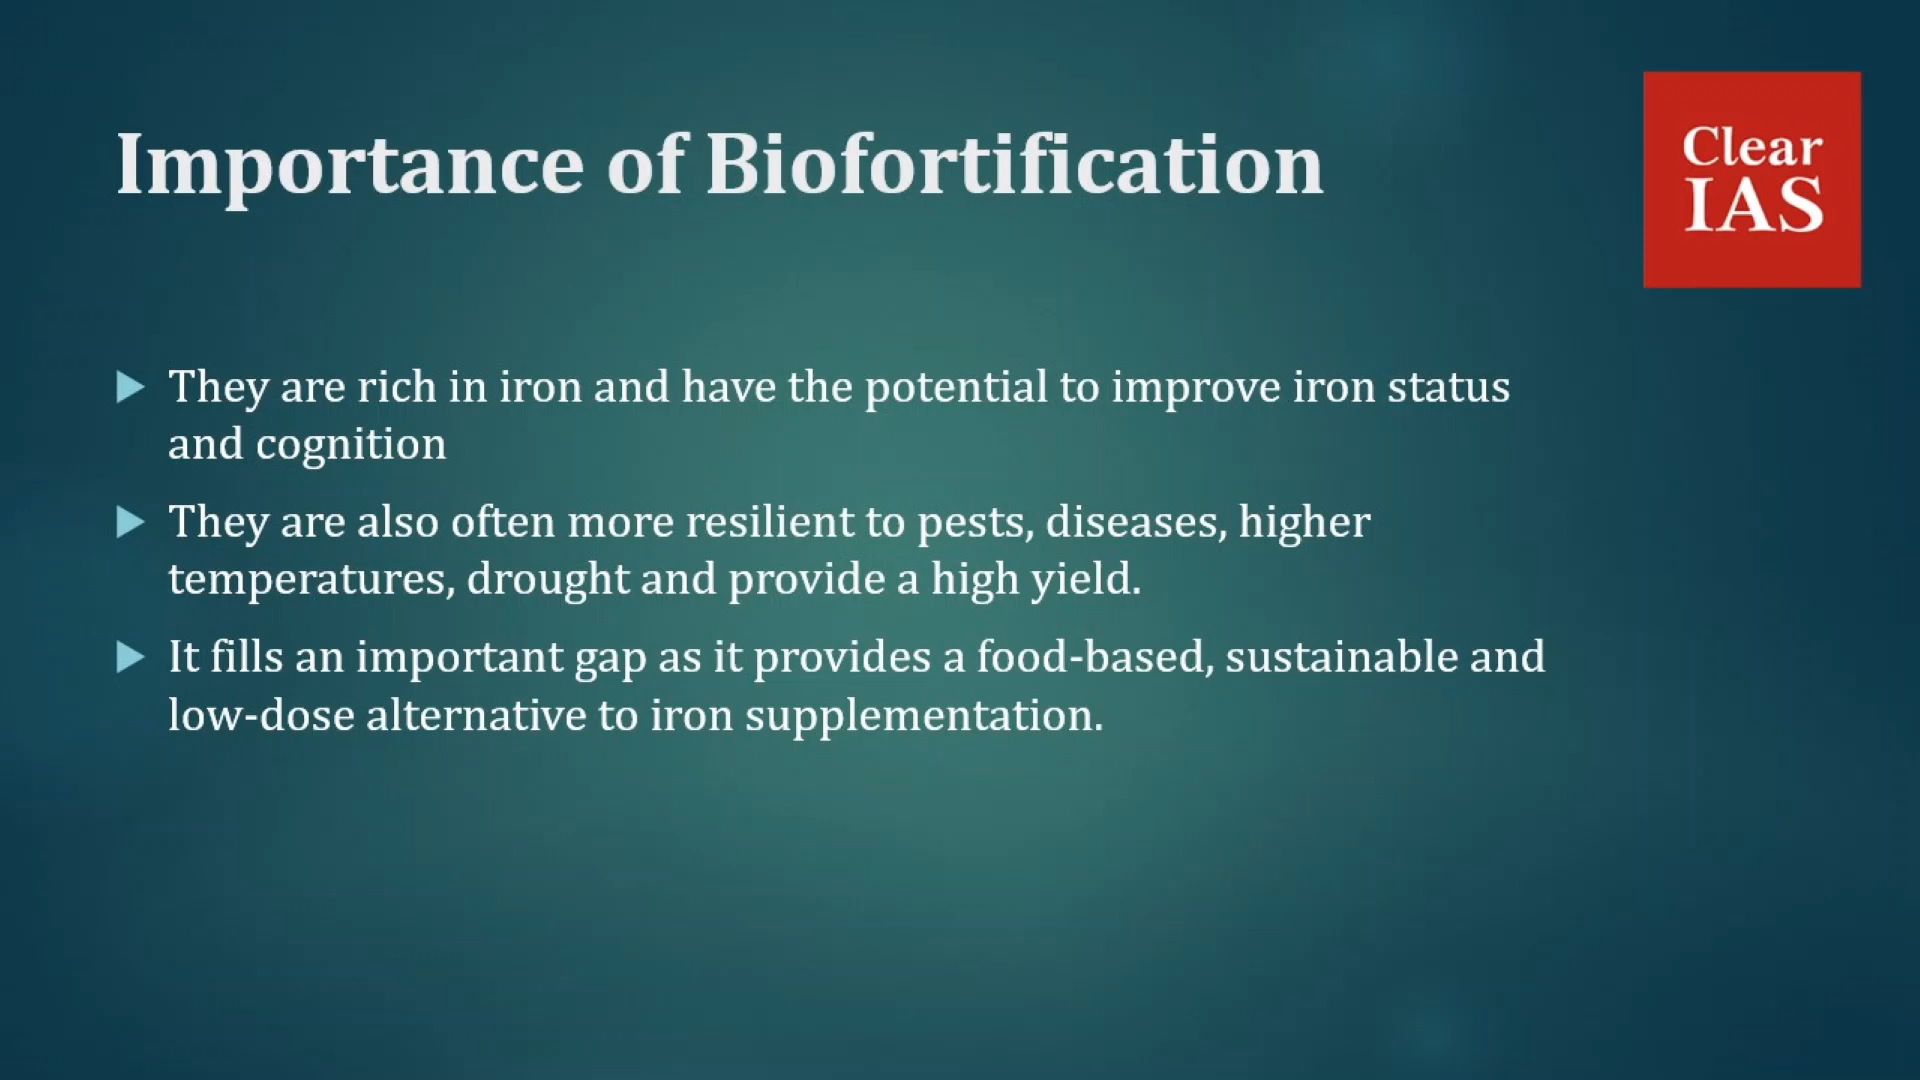 Importance of Biofortification
Clear
IAS
They are rich in iron and have the potential to improve iron status
and cognition
They are also often more resilient to pests, diseases, higher
temperatures, drought and provide a high yield.
It fills an important gap as it provides a food-based, sustainable and
low-dose alternative to iron supplementation.